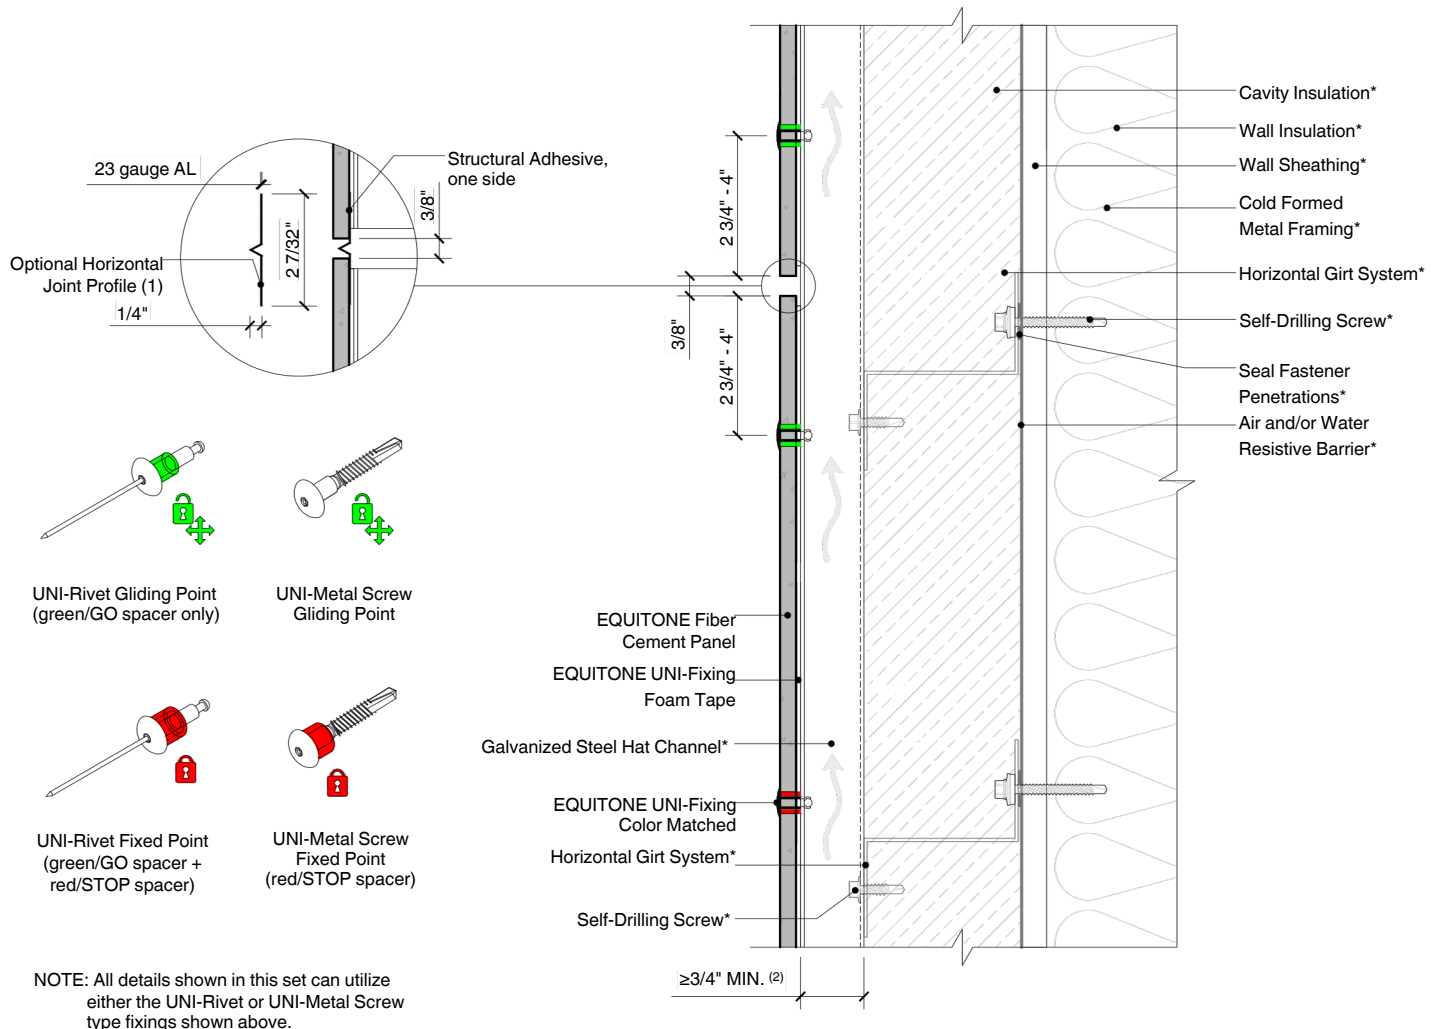 23 gauge AL
Structural Adhesive,
one side
3/8"
2 7/32"
Optional Horizontal
Joint Profile (1)
1/4"
2 3/4" - 4"
3/8"
2 3/4" - 4"
Cavity Insulation*
Wall Insulation*
Wall Sheathing*
Cold Formed
Metal Framing*
Horizontal Girt System*
Self-Drilling Screw*
Seal Fastener
Penetrations*
Air and/or Water
Resistive Barrier*
UNI-Rivet Gliding Point
(green/GO spacer only)
UNI-Metal Screw
Gliding Point
UNI-Rivet Fixed Point
(green/GO spacer +
red/STOP spacer)
UNI-Metal Screw
Fixed Point
(red/STOP spacer)
EQUITONE Fiber
Cement Panel
EQUITONE UNI-Fixing
Foam Tape
Galvanized Steel Hat Channel*
EQUITONE UNI-Fixing
Color Matched
Horizontal Girt System*
Self-Drilling Screw*
≥3/4" MIN. (2)
NOTE: All details shown in this set can utilize
either the UNI-Rivet or UNI-Metal Screw
type fixings shown above.